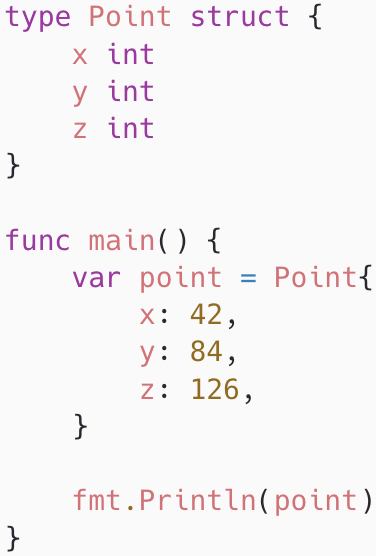 type Point struct {
    x int
    y int
    z int
}

func main() {
    var point = Point{
        x: 42,
        y: 84,
        z: 126,
    }

    fmt.Println(point)
}